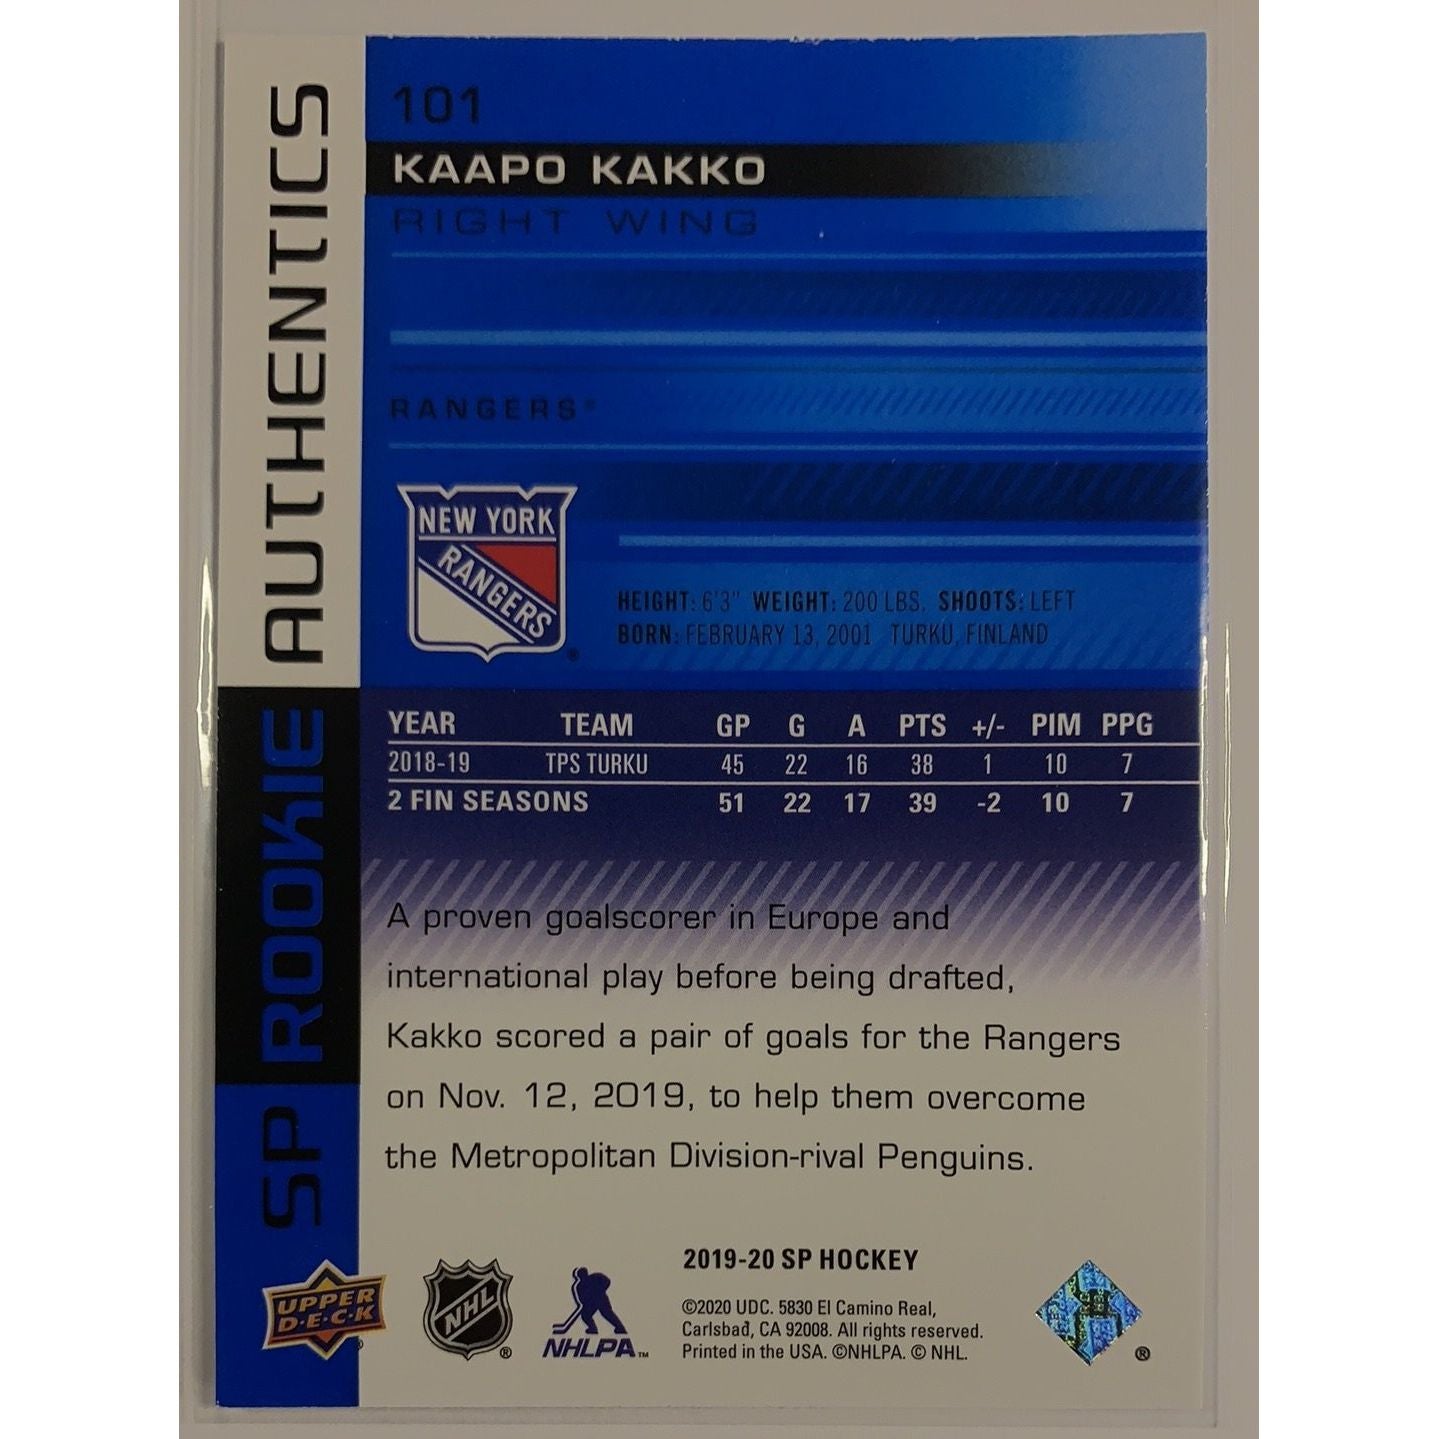 SP ROOKIE AUTHENTICS
101
KAAPO KAKKO
RIGHT WING
RANGERS®
NEW YORK
RANGERS
®
HEIGHT: 6'3" WEIGHT: 200 LBS. SHOOTS: LEFT
BORN: FEBRUARY 13, 2001 TURKU, FINLAND
YEAR TEAM GP G A PTS +/- PIM PPG
2018-19 TPS TURKU 45 22 16 38 1 10 7
2 FIN SEASONS 51 22 17 39 -2 10 7
A proven goalscorer in Europe and
international play before being drafted,
Kakko scored a pair of goals for the Rangers
on Nov. 12, 2019, to help them overcome
the Metropolitan Division-rival Penguins.
UPPER
D·E·C·K
®
NHL
®
NHLPA™
2019-20 SP HOCKEY
©2020 UDC. 5830 El Camino Real,
Carlsbad, CA 92008. All rights reserved.
Printed in the USA. ©NHLPA. © NHL.
®